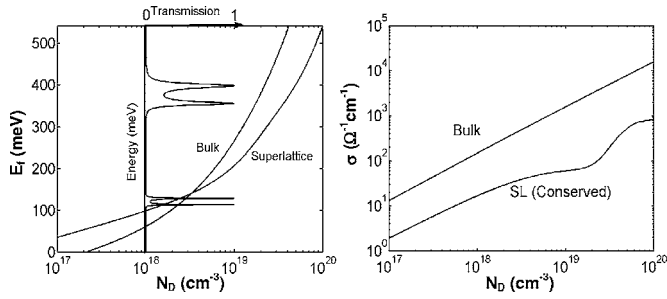 0 Transmission 1
500
400
300
200
100
0
E_f (meV)
Energy (meV)
Bulk
Superlattice
10^17 10^18 10^19 10^20
N_D (cm^-3)
10^5
10^4
10^3
10^2
10^1
10^0
σ (Ω^-1cm^-1)
Bulk
SL (Conserved)
10^17 10^18 10^19 10^20
N_D (cm^-3)